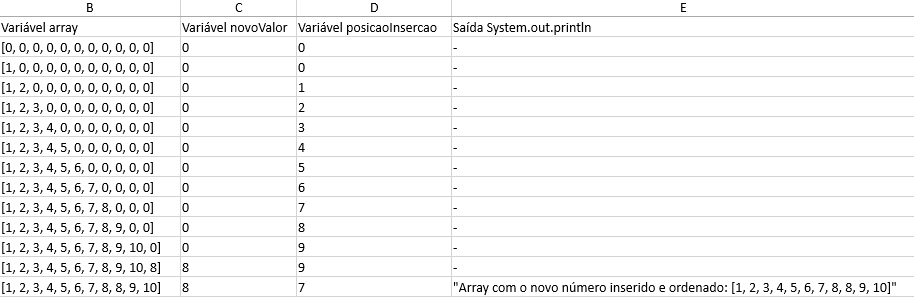 B C D E
Variável array Variável novoValor Variável posicaoInsercao Saída System.out.println
[0, 0, 0, 0, 0, 0, 0, 0, 0, 0, 0] 0 0 -
[1, 0, 0, 0, 0, 0, 0, 0, 0, 0, 0] 0 0 -
[1, 2, 0, 0, 0, 0, 0, 0, 0, 0, 0] 0 1 -
[1, 2, 3, 0, 0, 0, 0, 0, 0, 0, 0] 0 2 -
[1, 2, 3, 4, 0, 0, 0, 0, 0, 0, 0] 0 3 -
[1, 2, 3, 4, 5, 0, 0, 0, 0, 0, 0] 0 4 -
[1, 2, 3, 4, 5, 6, 0, 0, 0, 0, 0] 0 5 -
[1, 2, 3, 4, 5, 6, 7, 0, 0, 0, 0] 0 6 -
[1, 2, 3, 4, 5, 6, 7, 8, 0, 0, 0] 0 7 -
[1, 2, 3, 4, 5, 6, 7, 8, 9, 0, 0] 0 8 -
[1, 2, 3, 4, 5, 6, 7, 8, 9, 10, 0] 0 9 -
[1, 2, 3, 4, 5, 6, 7, 8, 9, 10, 8] 8 9 -
[1, 2, 3, 4, 5, 6, 7, 8, 8, 9, 10] 8 7 "Array com o novo número inserido e ordenado: [1, 2, 3, 4, 5, 6, 7, 8, 8, 9, 10]"